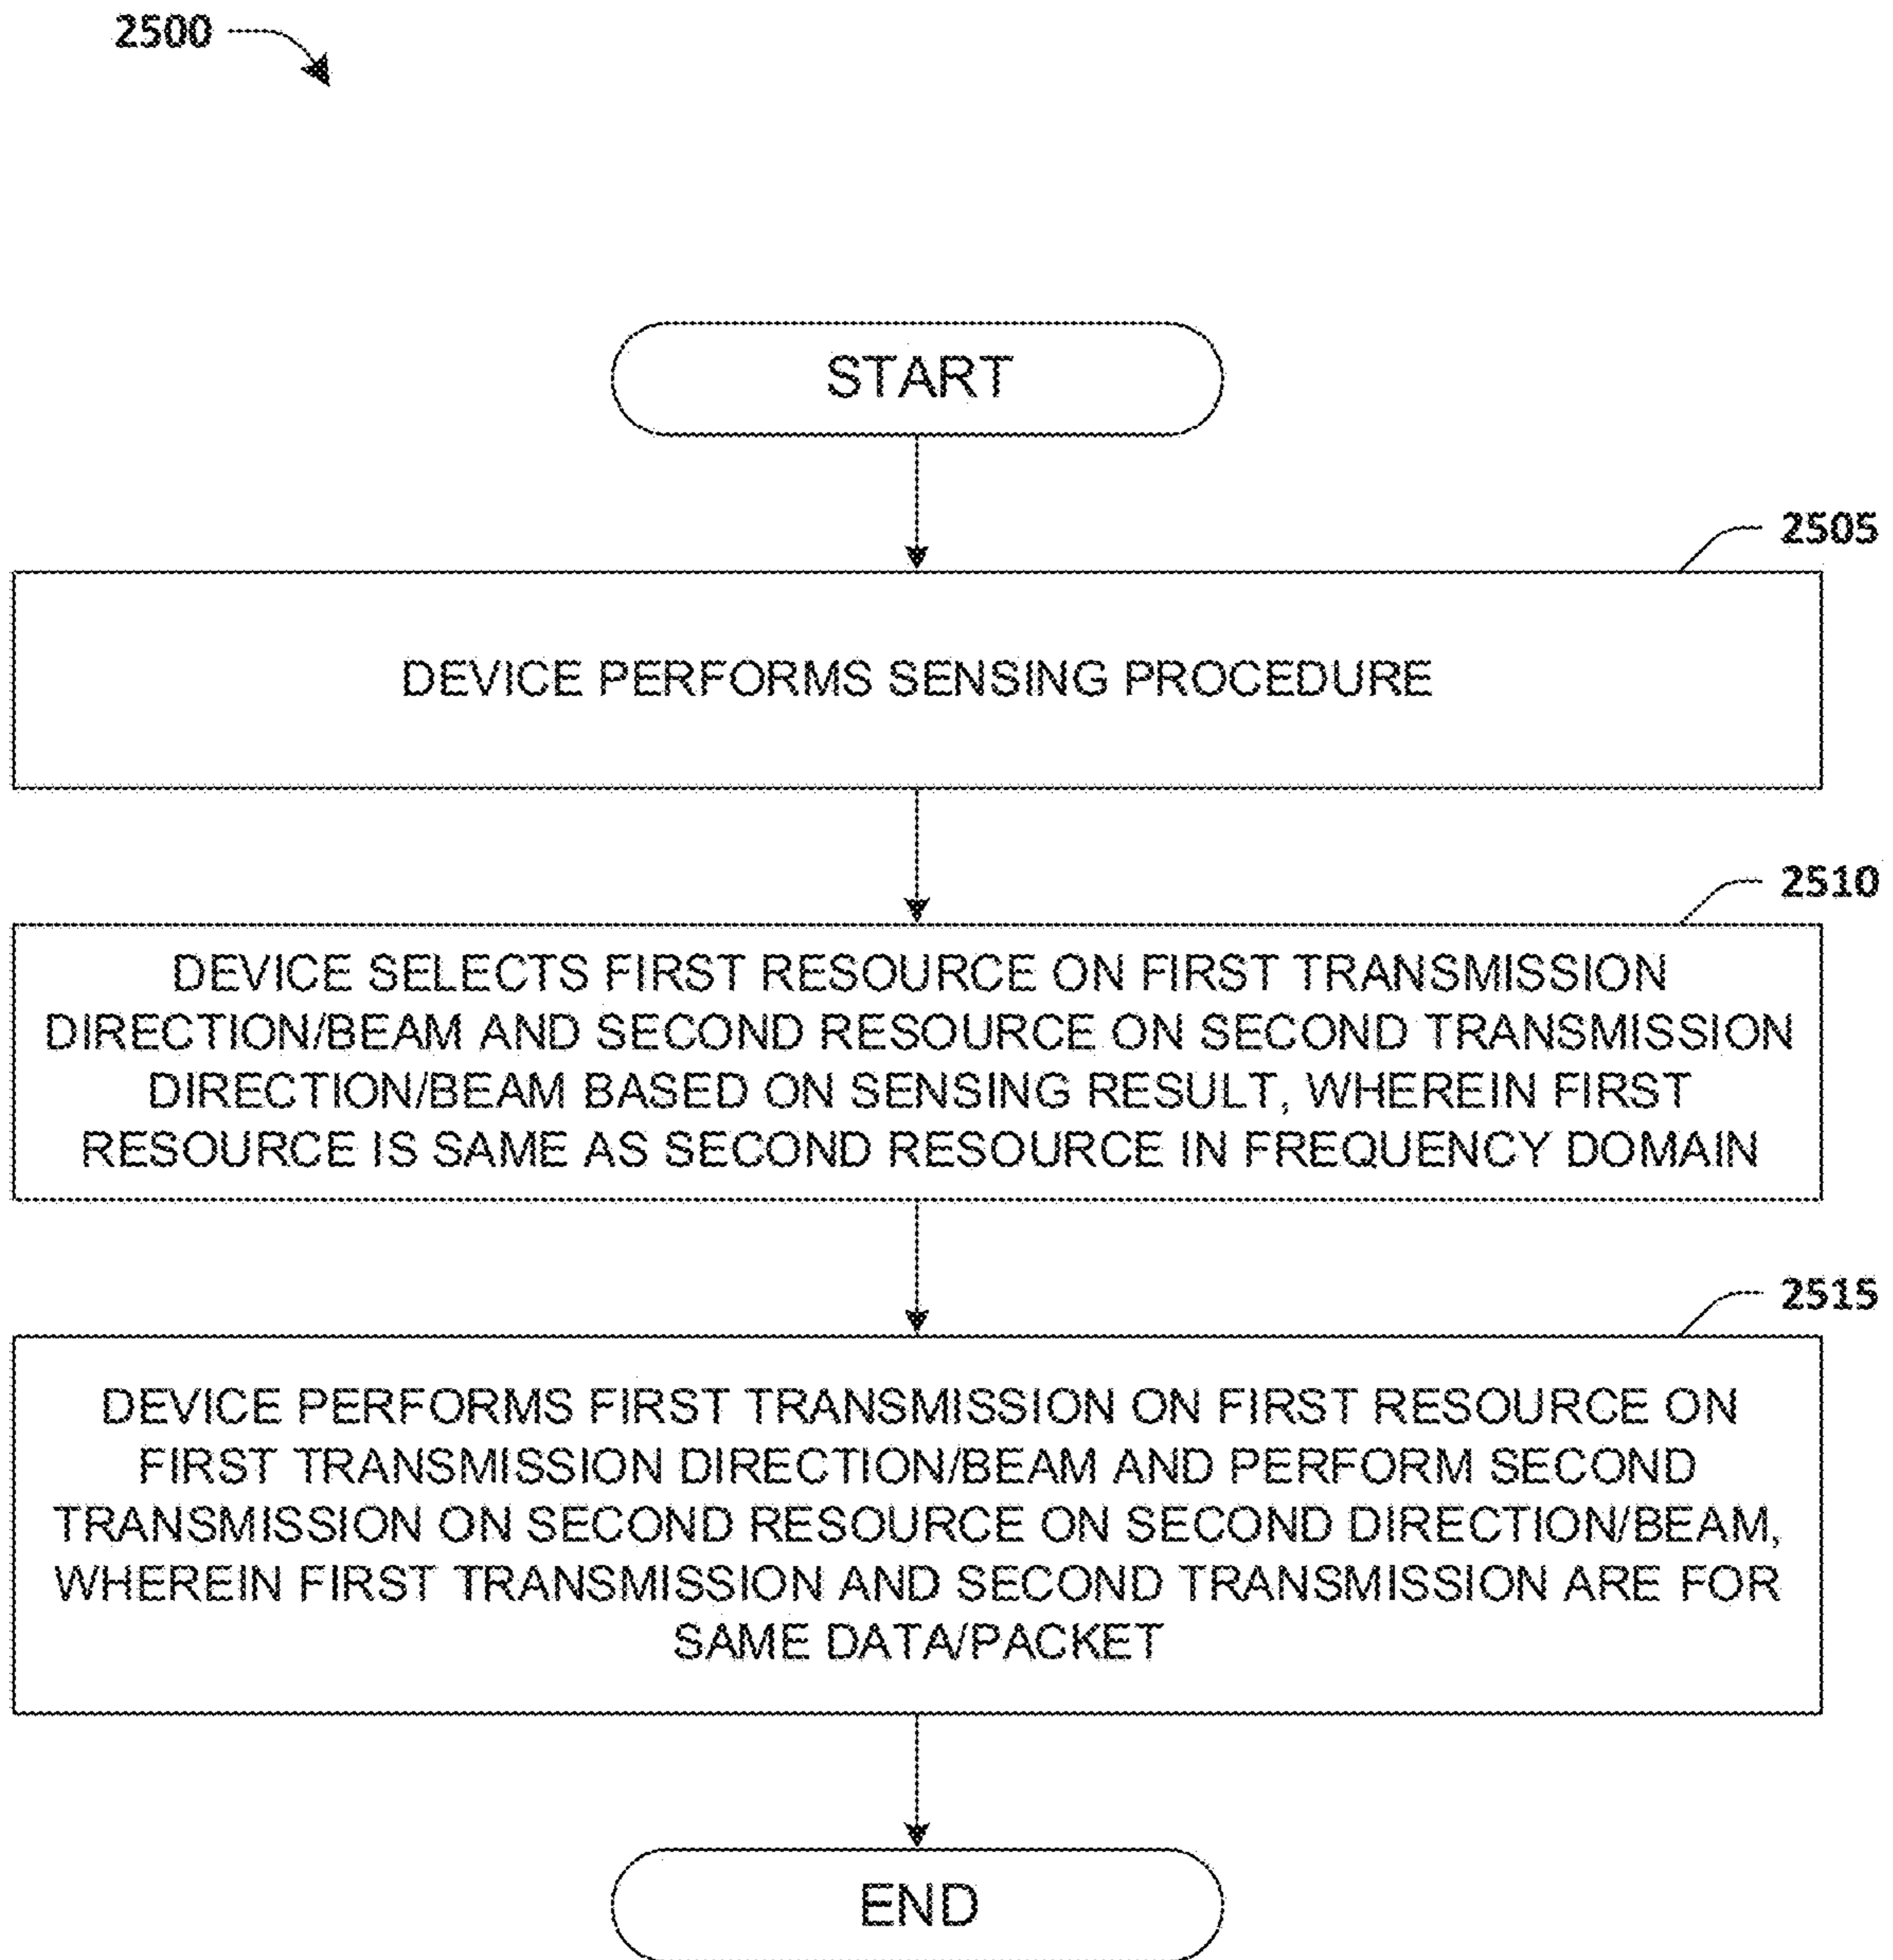 2500
START
2505
DEVICE PERFORMS SENSING PROCEDURE
2510
DEVICE SELECTS FIRST RESOURCE ON FIRST TRANSMISSION
DIRECTION/BEAM AND SECOND RESOURCE ON SECOND TRANSMISSION
DIRECTION/BEAM BASED ON SENSING RESULT, WHEREIN FIRST
RESOURCE IS SAME AS SECOND RESOURCE IN FREQUENCY DOMAIN
2515
DEVICE PERFORMS FIRST TRANSMISSION ON FIRST RESOURCE ON
FIRST TRANSMISSION DIRECTION/BEAM AND PERFORM SECOND
TRANSMISSION ON SECOND RESOURCE ON SECOND DIRECTION/BEAM,
WHEREIN FIRST TRANSMISSION AND SECOND TRANSMISSION ARE FOR
SAME DATA/PACKET
END